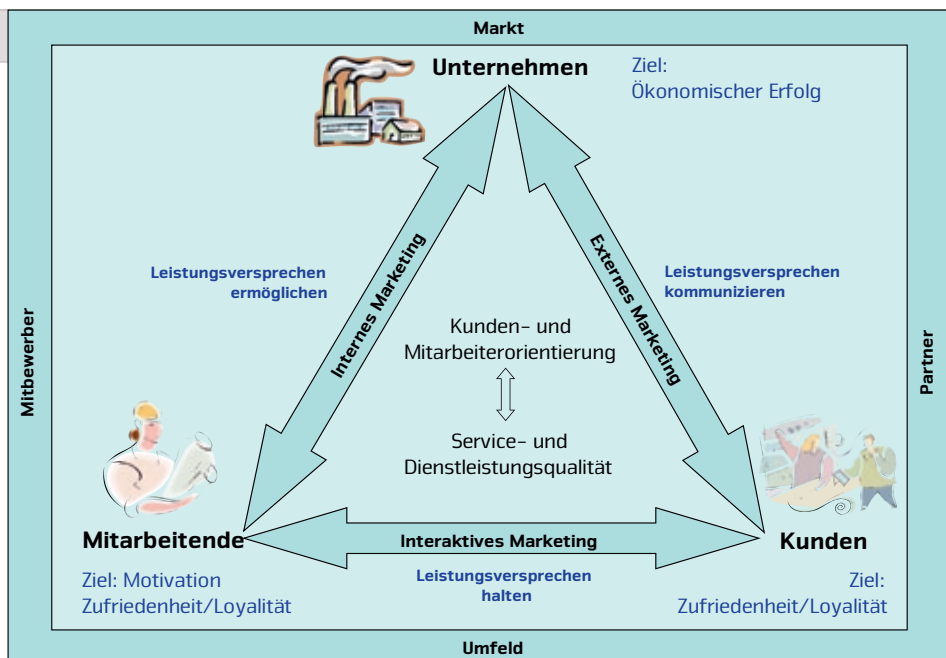 Markt
Unternehmen
Ziel:
Ökonomischer Erfolg
Mitbewerber
Partner
Leistungsversprechen
ermöglichen
Internes Marketing
Externes Marketing
Leistungsversprechen
kommunizieren
Kunden- und
Mitarbeiterorientierung
Service- und
Dienstleistungsqualität
Mitarbeitende
Interaktives Marketing
Kunden
Ziel: Motivation
Zufriedenheit/Loyalität
Leistungsversprechen
halten
Ziel:
Zufriedenheit/Loyalität
Umfeld